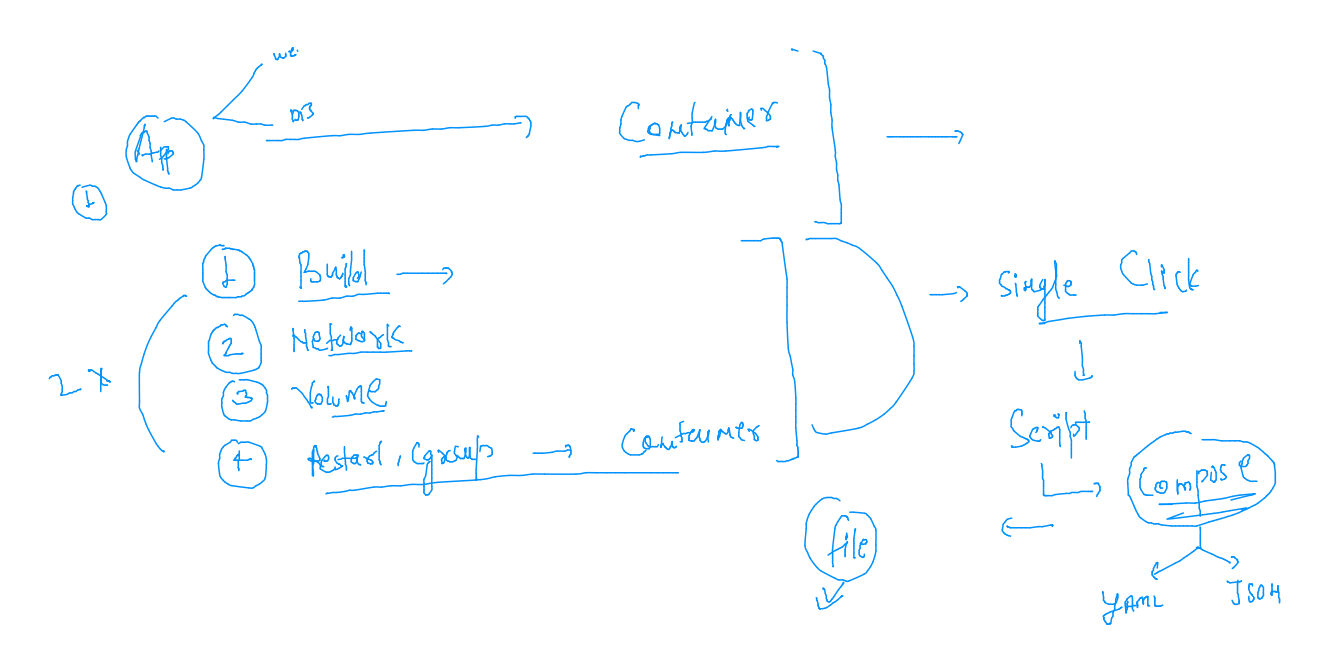 we.
DB
App
Container
1
1 Build
2 Network
3 Volume
4 Restart, Cgroup → Container
2 x
Single Click
Script
Compose
file
YAML
JSON